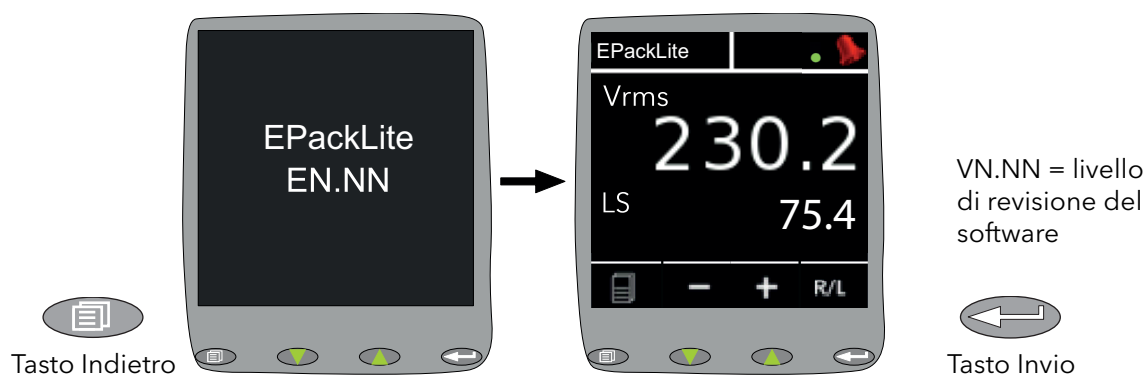 EPackLite
EN.NN
EPackLite
Vrms
230.2
LS
75.4
R/L
VN.NN = livello
di revisione del
software
Tasto Indietro
Tasto Invio